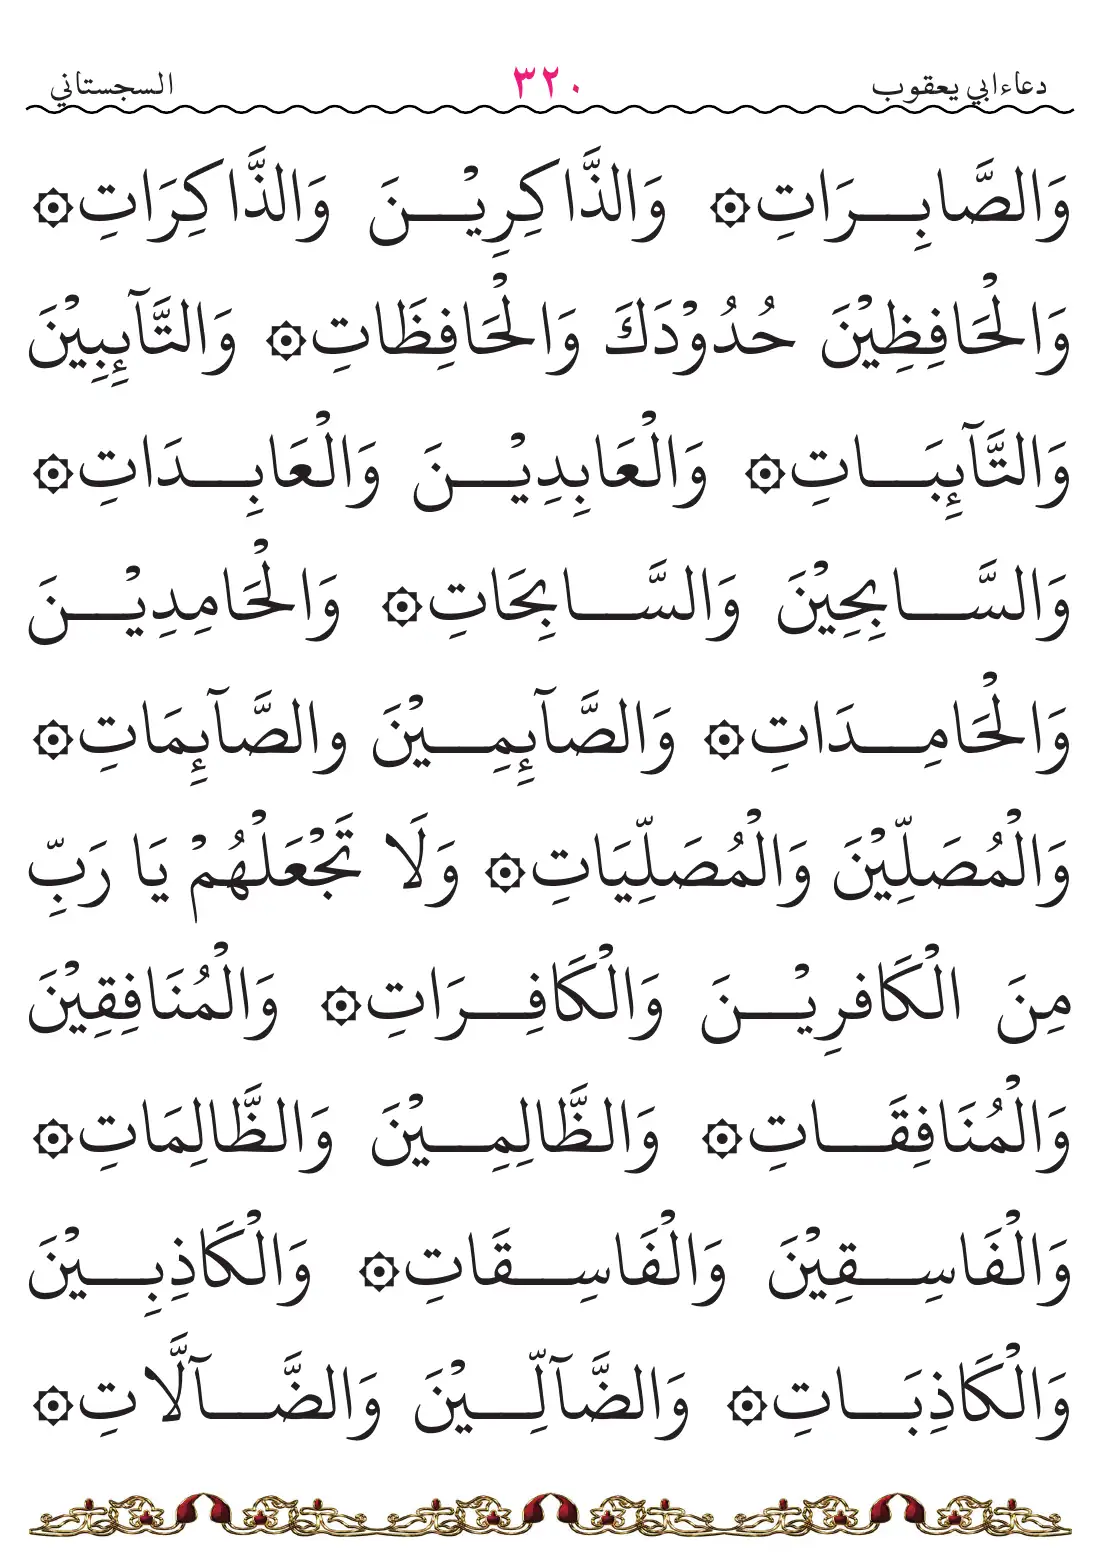 دعاءابي يعقوب ٣٢٠ السجستاني
وَالصَّابِـرَاتِ۞ وَالذَّاكِرِيْـنَ وَالذَّاكِرَاتِ۞
وَالْحَافِظِيْنَ حُدُوْدَكَ وَالْحَافِظَاتِ۞ وَالتَّآئِبِيْنَ
وَالتَّآئِبَـاتِ۞ وَالْعَابِدِيْـنَ وَالْعَابِـدَاتِ۞
وَالسَّـابِحِيْنَ وَالسَّـابِحَاتِ۞ وَالْحَامِدِيْـنَ
وَالْحَامِـدَاتِ۞ وَالصَّآئِمِـيْنَ والصَّآئِمَاتِ۞
وَالْمُصَلِّيْنَ وَالْمُصَلِّيَاتِ۞ وَلَا تَجْعَلْهُمْ يَا رَبِّ
مِنَ الْكَافرِيْـنَ وَالْكَافِـرَاتِ۞ وَالْمُنَافِقِيْنَ
وَالْمُنَافِقَـاتِ۞ وَالظَّالِمِـيْنَ وَالظَّالِمَاتِ۞
وَالْفَاسِـقِيْنَ وَالْفَاسِـقَاتِ۞ وَالْكَاذِبِـيْنَ
وَالْكَاذِبَـاتِ۞ وَالضَّآلِّـيْنَ وَالضَّـآلَّاتِ۞